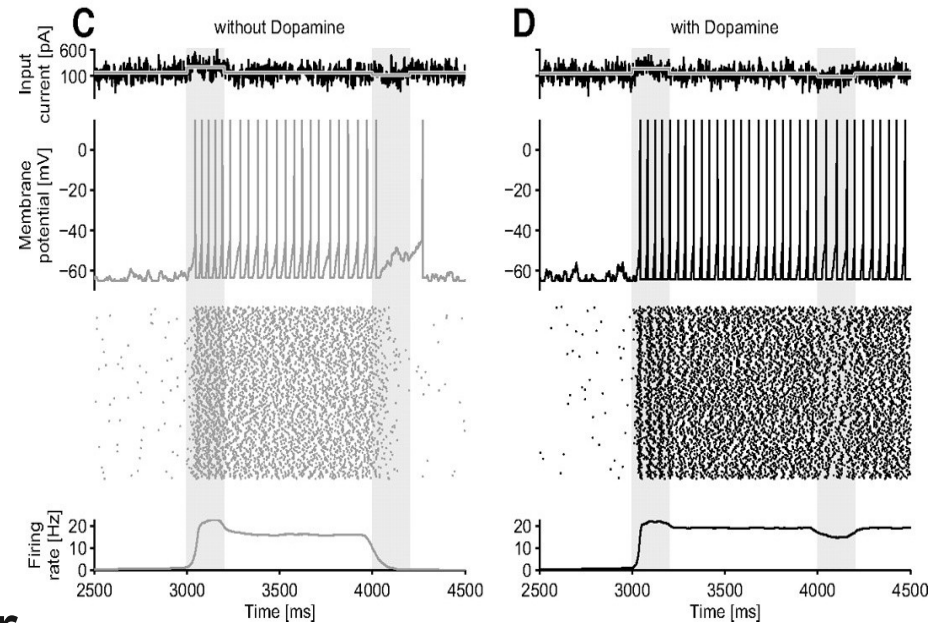 C without Dopamine
D with Dopamine
Input
current [pA]
600
100
Membrane
potential [mV]
0
−20
−40
−60
0
−20
−40
−60
Firing
rate [Hz]
20
10
0
20
10
0
2500 3000 3500 4000 4500
Time [ms]
2500 3000 3500 4000 4500
Time [ms]